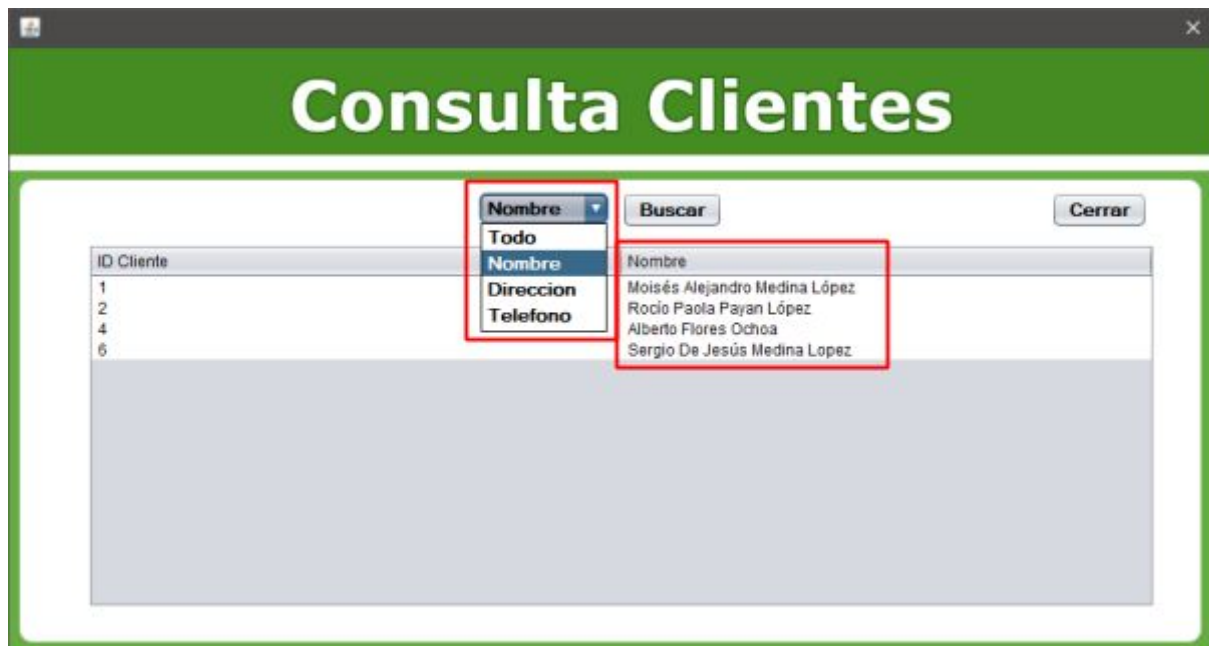 Consulta Clientes
Nombre Buscar Cerrar
Todo
Nombre
Direccion
Telefono
ID Cliente Nombre
1 Moisés Alejandro Medina López
2 Rocío Paola Payan López
4 Alberto Flores Ochoa
6 Sergio De Jesús Medina Lopez